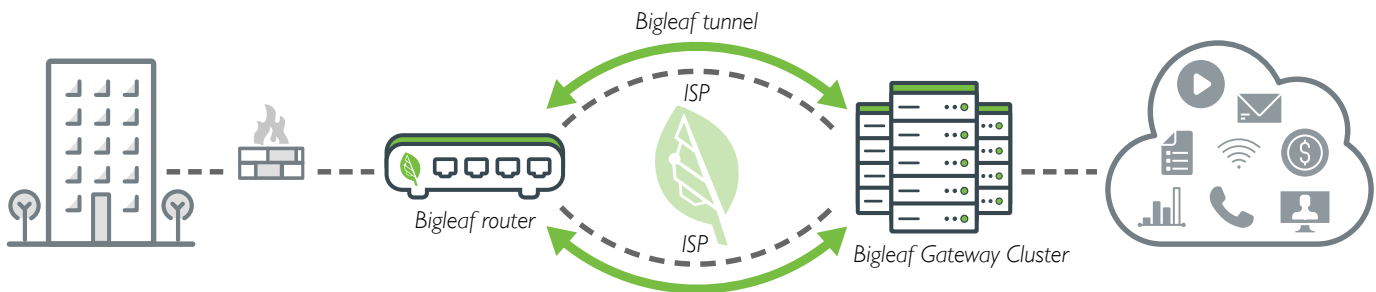 Bigleaf tunnel
ISP
Bigleaf router
ISP
Bigleaf Gateway Cluster
$